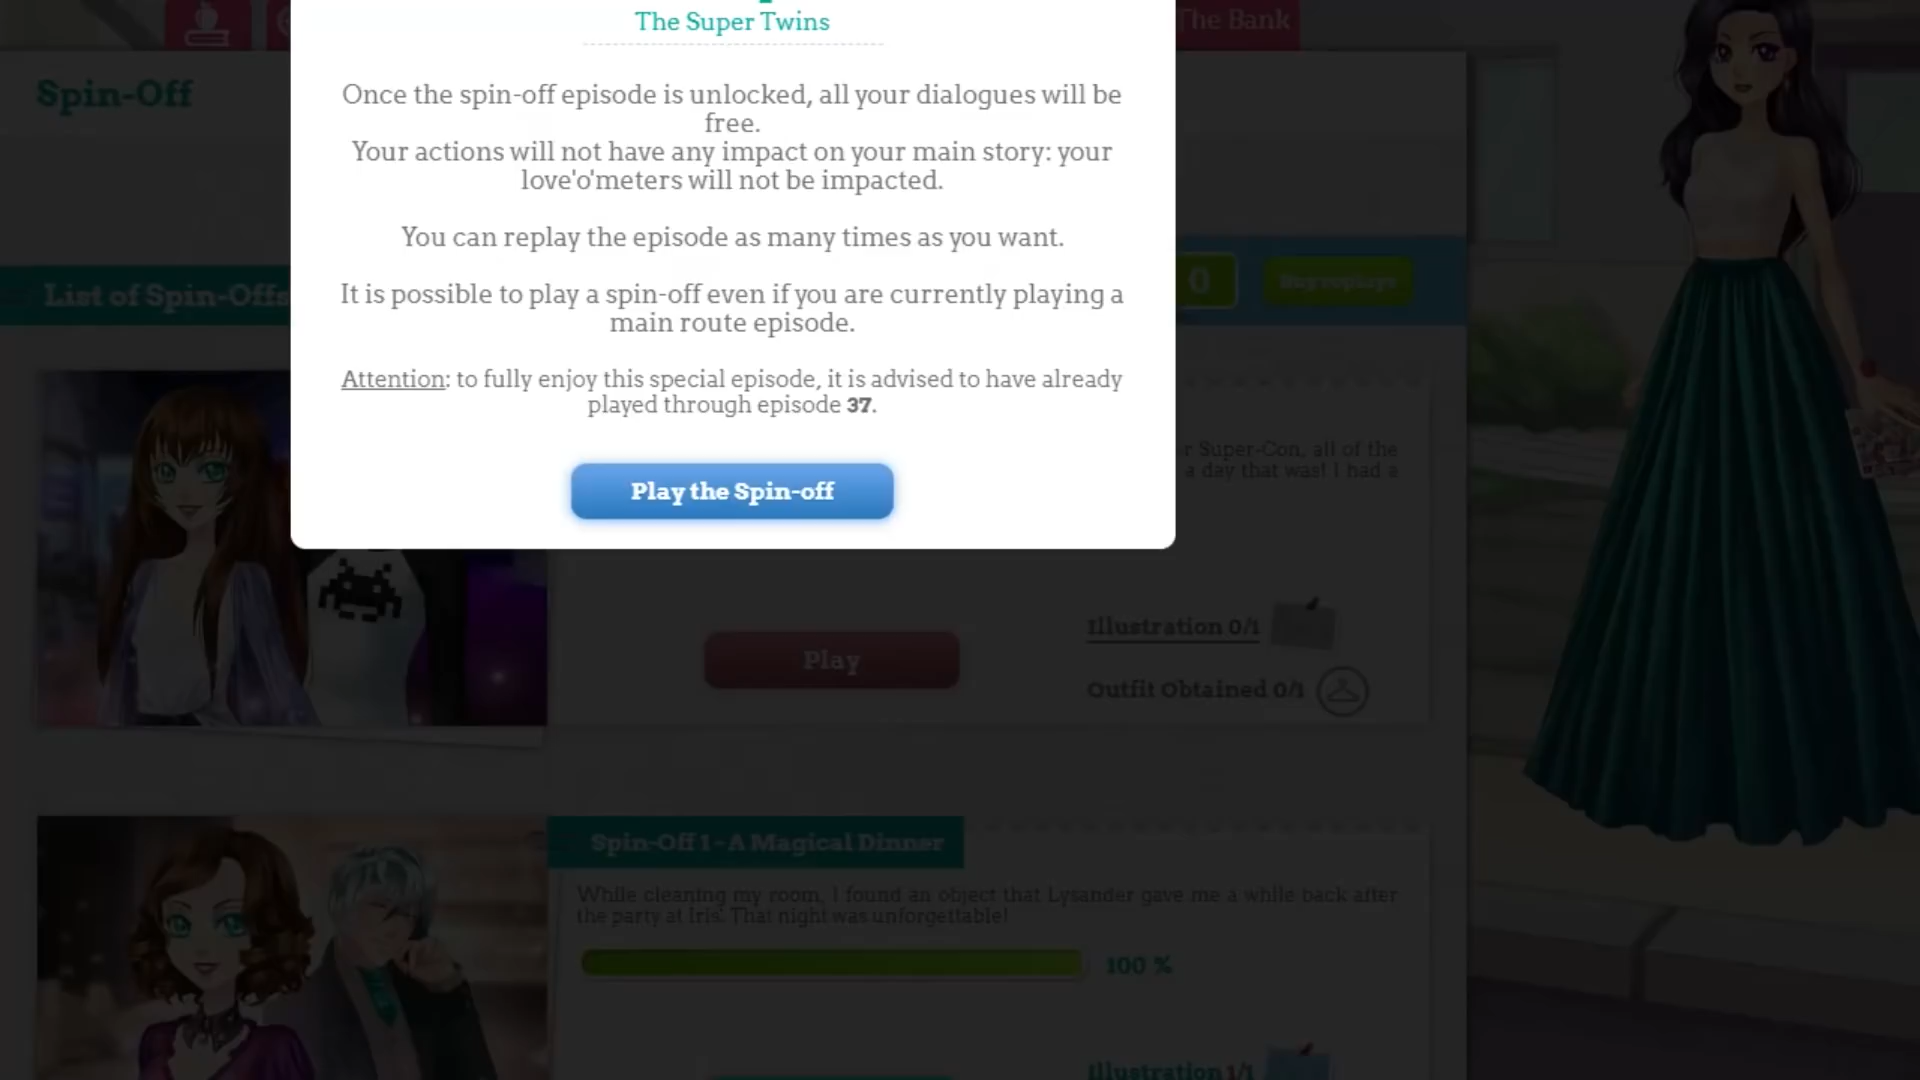 The Bank
The Super Twins
Spin-Off
Once the spin-off episode is unlocked, all your dialogues will be
free.
Your actions will not have any impact on your main story: your
love'o'meters will not be impacted.
You can replay the episode as many times as you want.
It is possible to play a spin-off even if you are currently playing a
main route episode.
List of Spin-Offs
0
Buy replays
Attention: to fully enjoy this special episode, it is advised to have already
played through episode 37.
r Super-Con, all of the
a day that was! I had a
Play the Spin-off
Illustration 0/1
Play
Outfit Obtained 0/1
Spin-Off 1 - A Magical Dinner
While cleaning my room, I found an object that Lysander gave me a while back after
the party at Iris'. That night was unforgettable!
100 %
Illustration 1/1